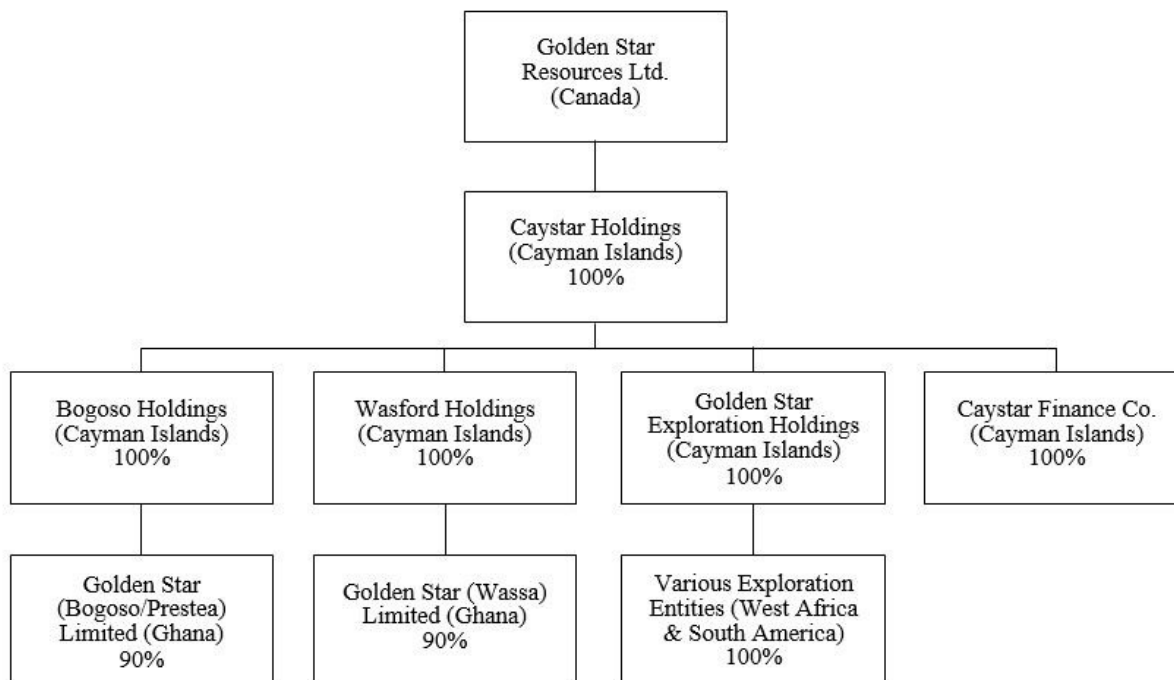 Golden Star
Resources Ltd.
(Canada)
Caystar Holdings
(Cayman Islands)
100%
Bogoso Holdings
(Cayman Islands)
100%
Wasford Holdings
(Cayman Islands)
100%
Golden Star
Exploration Holdings
(Cayman Islands)
100%
Caystar Finance Co.
(Cayman Islands)
100%
Golden Star
(Bogoso/Prestea)
Limited (Ghana)
90%
Golden Star (Wassa)
Limited (Ghana)
90%
Various Exploration
Entities (West Africa
& South America)
100%